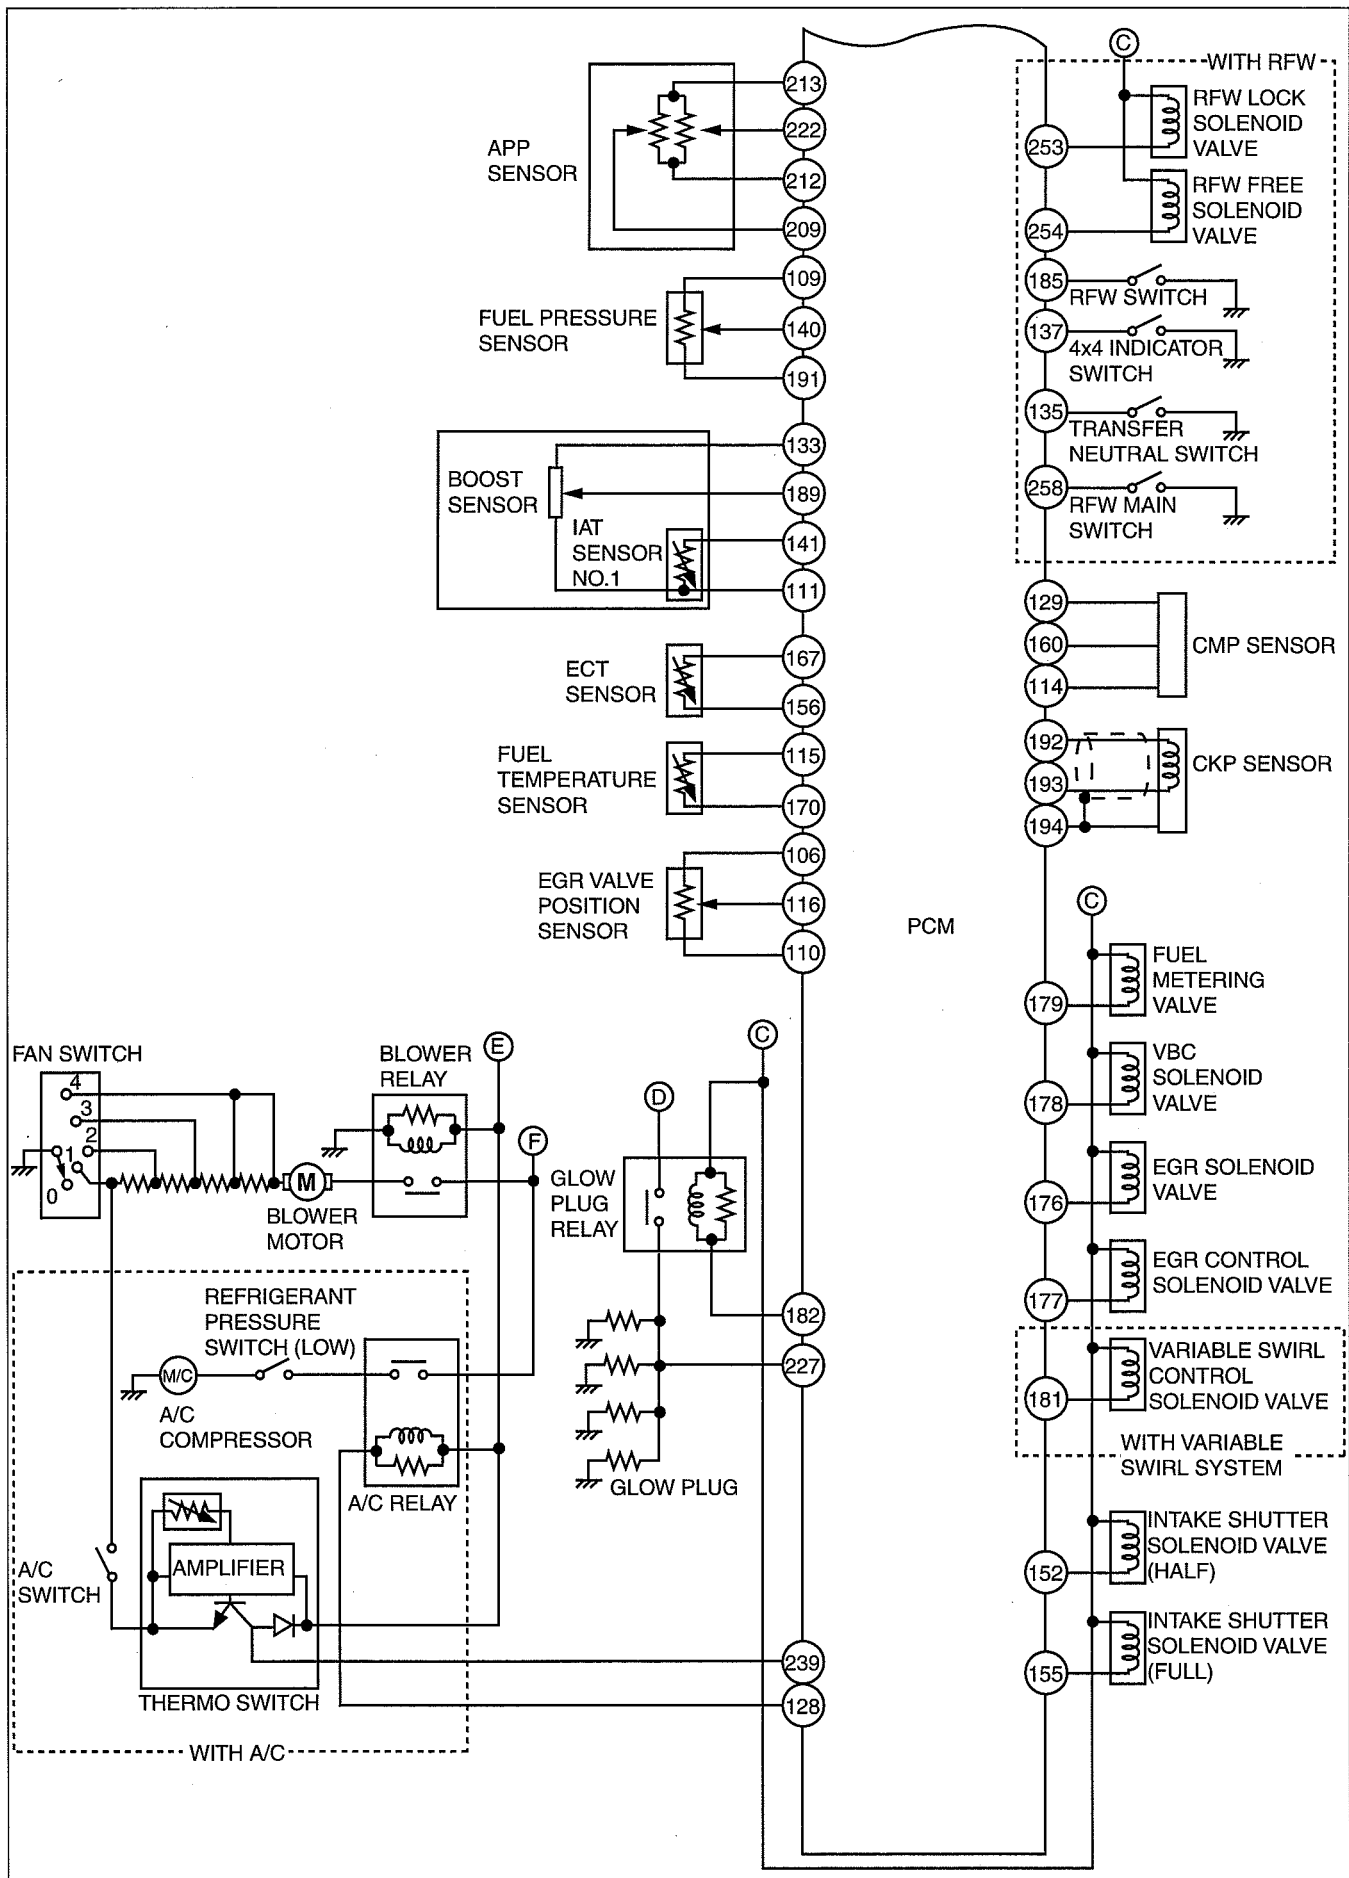 213
222
212
209
APP
SENSOR
109
140
191
FUEL PRESSURE
SENSOR
133
189
141
111
BOOST
SENSOR
IAT
SENSOR
NO.1
167
156
ECT
SENSOR
115
170
FUEL
TEMPERATURE
SENSOR
106
116
110
EGR VALVE
POSITION
SENSOR
PCM
C
WITH RFW
RFW LOCK
SOLENOID
VALVE
253
RFW FREE
SOLENOID
VALVE
254
185
RFW SWITCH
137
4x4 INDICATOR
SWITCH
135
TRANSFER
NEUTRAL SWITCH
258
RFW MAIN
SWITCH
129
160
114
CMP SENSOR
192
193
194
CKP SENSOR
C
FUEL
METERING
VALVE
179
VBC
SOLENOID
VALVE
178
EGR SOLENOID
VALVE
176
EGR CONTROL
SOLENOID VALVE
177
VARIABLE SWIRL
CONTROL
SOLENOID VALVE
181
WITH VARIABLE
SWIRL SYSTEM
INTAKE SHUTTER
SOLENOID VALVE
(HALF)
152
INTAKE SHUTTER
SOLENOID VALVE
(FULL)
155
FAN SWITCH
4
3
2
1
0
M
BLOWER
MOTOR
BLOWER
RELAY
E
F
D
C
GLOW
PLUG
RELAY
182
227
GLOW PLUG
REFRIGERANT
PRESSURE
SWITCH (LOW)
M/C
A/C
COMPRESSOR
A/C RELAY
A/C
SWITCH
AMPLIFIER
THERMO SWITCH
239
128
WITH A/C